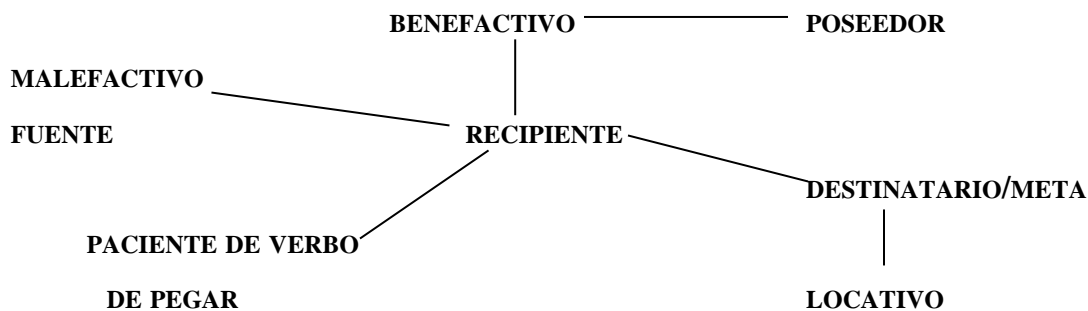 BENEFACTIVO POSEEDOR
MALEFACTIVO
FUENTE RECIPIENTE
DESTINATARIO/META
PACIENTE DE VERBO
DE PEGAR LOCATIVO